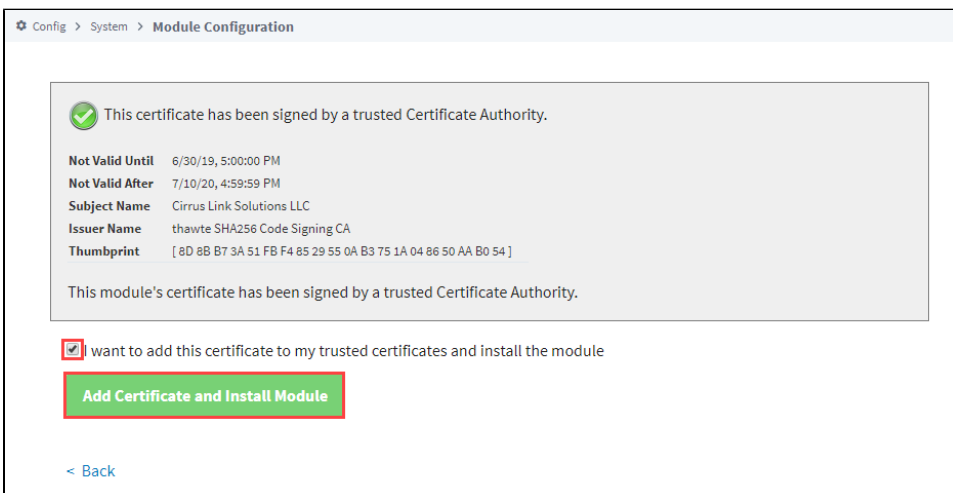 Config > System > Module Configuration
This certificate has been signed by a trusted Certificate Authority.
Not Valid Until 6/30/19, 5:00:00 PM
Not Valid After 7/10/20, 4:59:59 PM
Subject Name Cirrus Link Solutions LLC
Issuer Name thawte SHA256 Code Signing CA
Thumbprint [ 8D 8B B7 3A 51 FB F4 85 29 55 0A B3 75 1A 04 86 50 AA B0 54 ]
This module's certificate has been signed by a trusted Certificate Authority.
I want to add this certificate to my trusted certificates and install the module
Add Certificate and Install Module
< Back